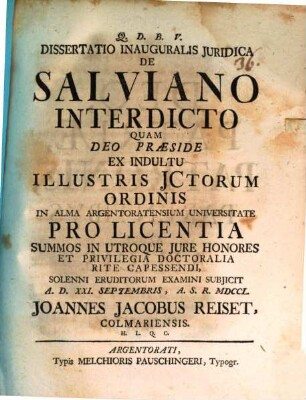 Q. D. B. V.
DISSERTATIO INAUGURALIS JURIDICA
DE
36.
SALVIANO
INTERDICTO
QUAM
DEO PRÆSIDE
EX INDULTU
ILLUSTRIS JCTORUM
ORDINIS
IN ALMA ARGENTORATENSIUM UNIVERSITATE
PRO LICENTIA
SUMMOS IN UTROQUE JURE HONORES
ET PRIVILEGIA DOCTORALIA
RITE CAPESSENDI,
SOLENNI ERUDITORUM EXAMINI SUBJICIT
A. D. XXI. SEPTEMBRIS, A. S. R. MDCCL.
JOANNES JACOBUS REISET,
COLMARIENSIS.
H. L. Q. C.
ARGENTORATI,
Typis MELCHIORIS PAUSCHINGERI, Typogr.